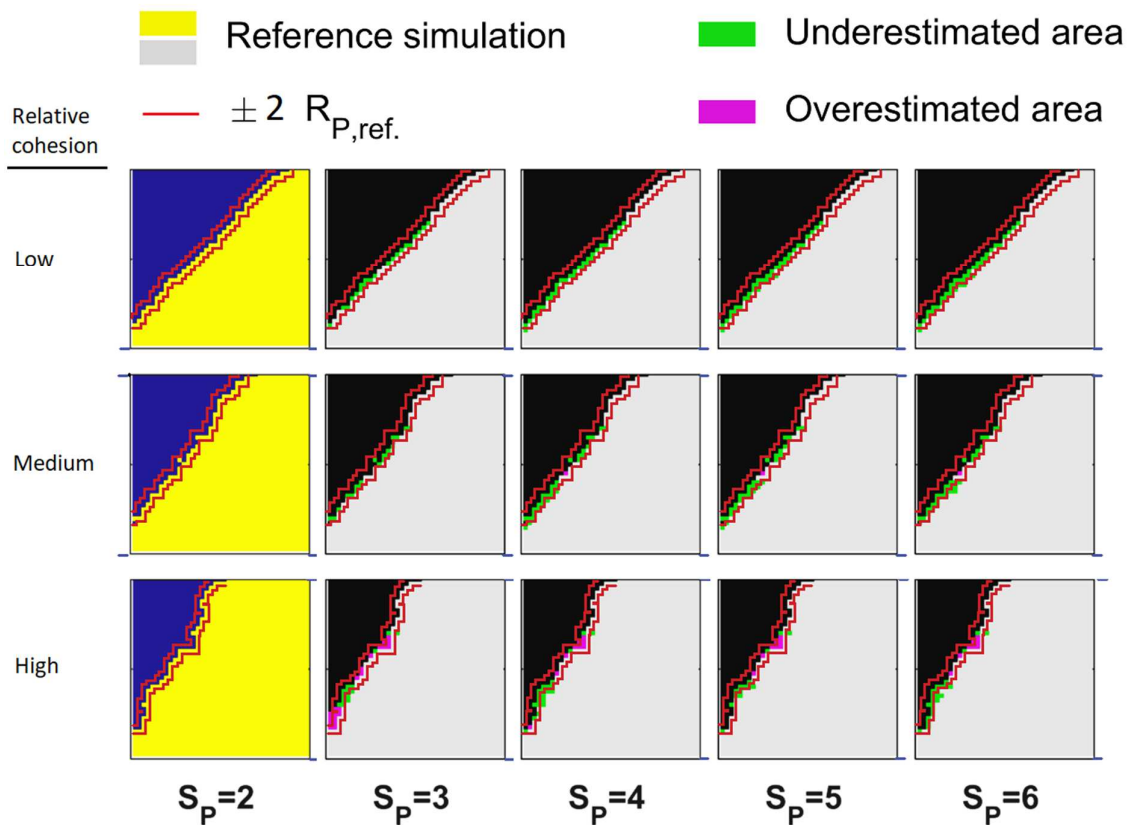 Reference simulation
Underestimated area
± 2 R_P,ref.
Overestimated area
Relative
cohesion
Low
Medium
High
S_P=2
S_P=3
S_P=4
S_P=5
S_P=6